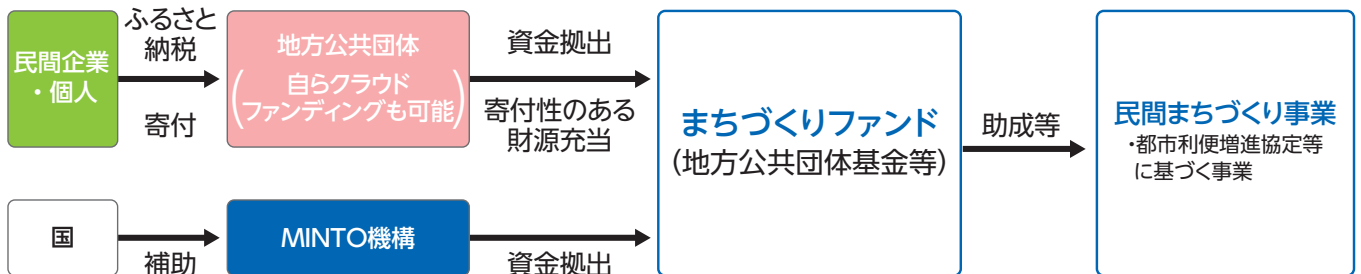 民間企業
・個人
ふるさと
納税
寄付
地方公共団体
(自らクラウド
ファンディングも可能)
資金拠出
寄付性のある
財源充当
国
補助
MINTO機構
資金拠出
まちづくりファンド
(地方公共団体基金等)
助成等
民間まちづくり事業
・都市利便増進協定等
に基づく事業